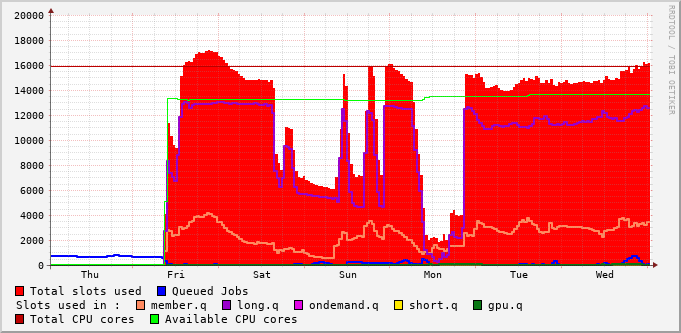 RRDTOOL / TOBI OETIKER
20000
18000
16000
14000
12000
10000
8000
6000
4000
2000
0
Thu Fri Sat Sun Mon Tue Wed
Total slots used Queued Jobs
Slots used in : member.q long.q ondemand.q short.q gpu.q
Total CPU cores Available CPU cores